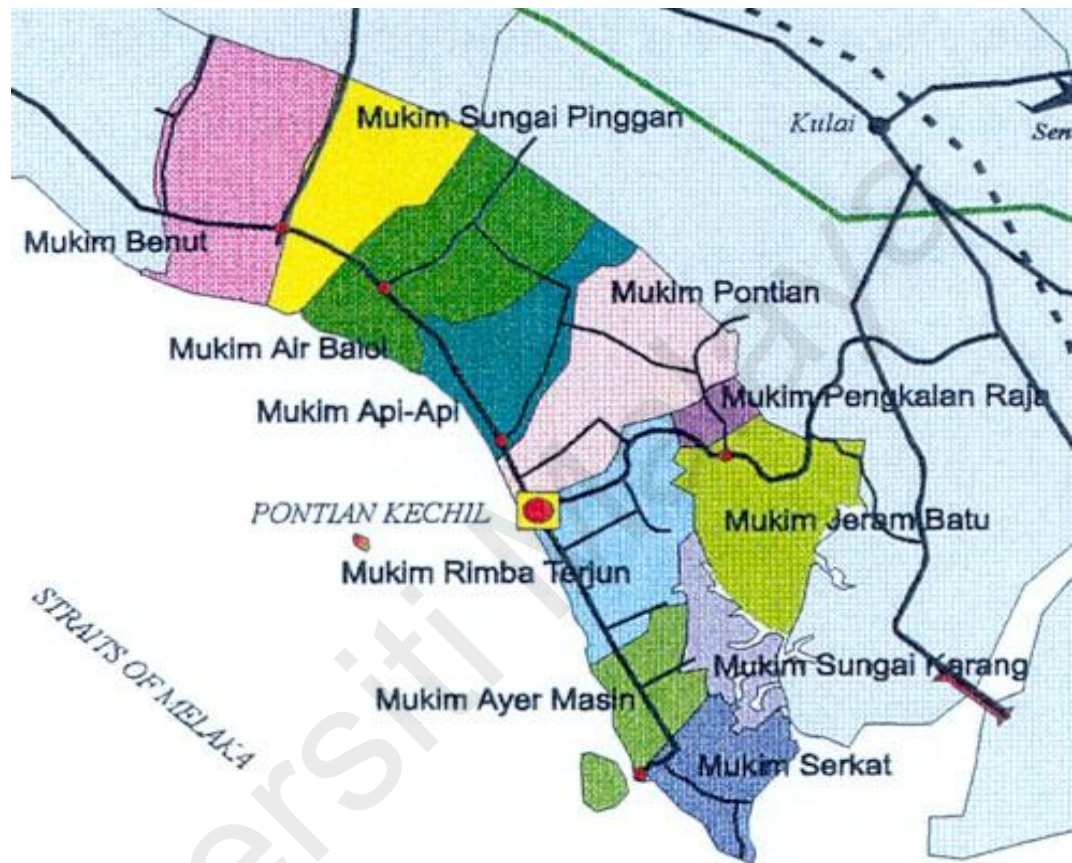 Mukim Sungai Pinggan
Kulai
Sen
Mukim Benut
Mukim Pontian
Mukim Air Baloi
Mukim Pengkalan Raja
Mukim Api-Api
PONTIAN KECHIL
Mukim Jeram Batu
Mukim Rimba Terjun
STRAITS OF MELAKA
Mukim Sungai Karang
Mukim Ayer Masin
Mukim Serkat